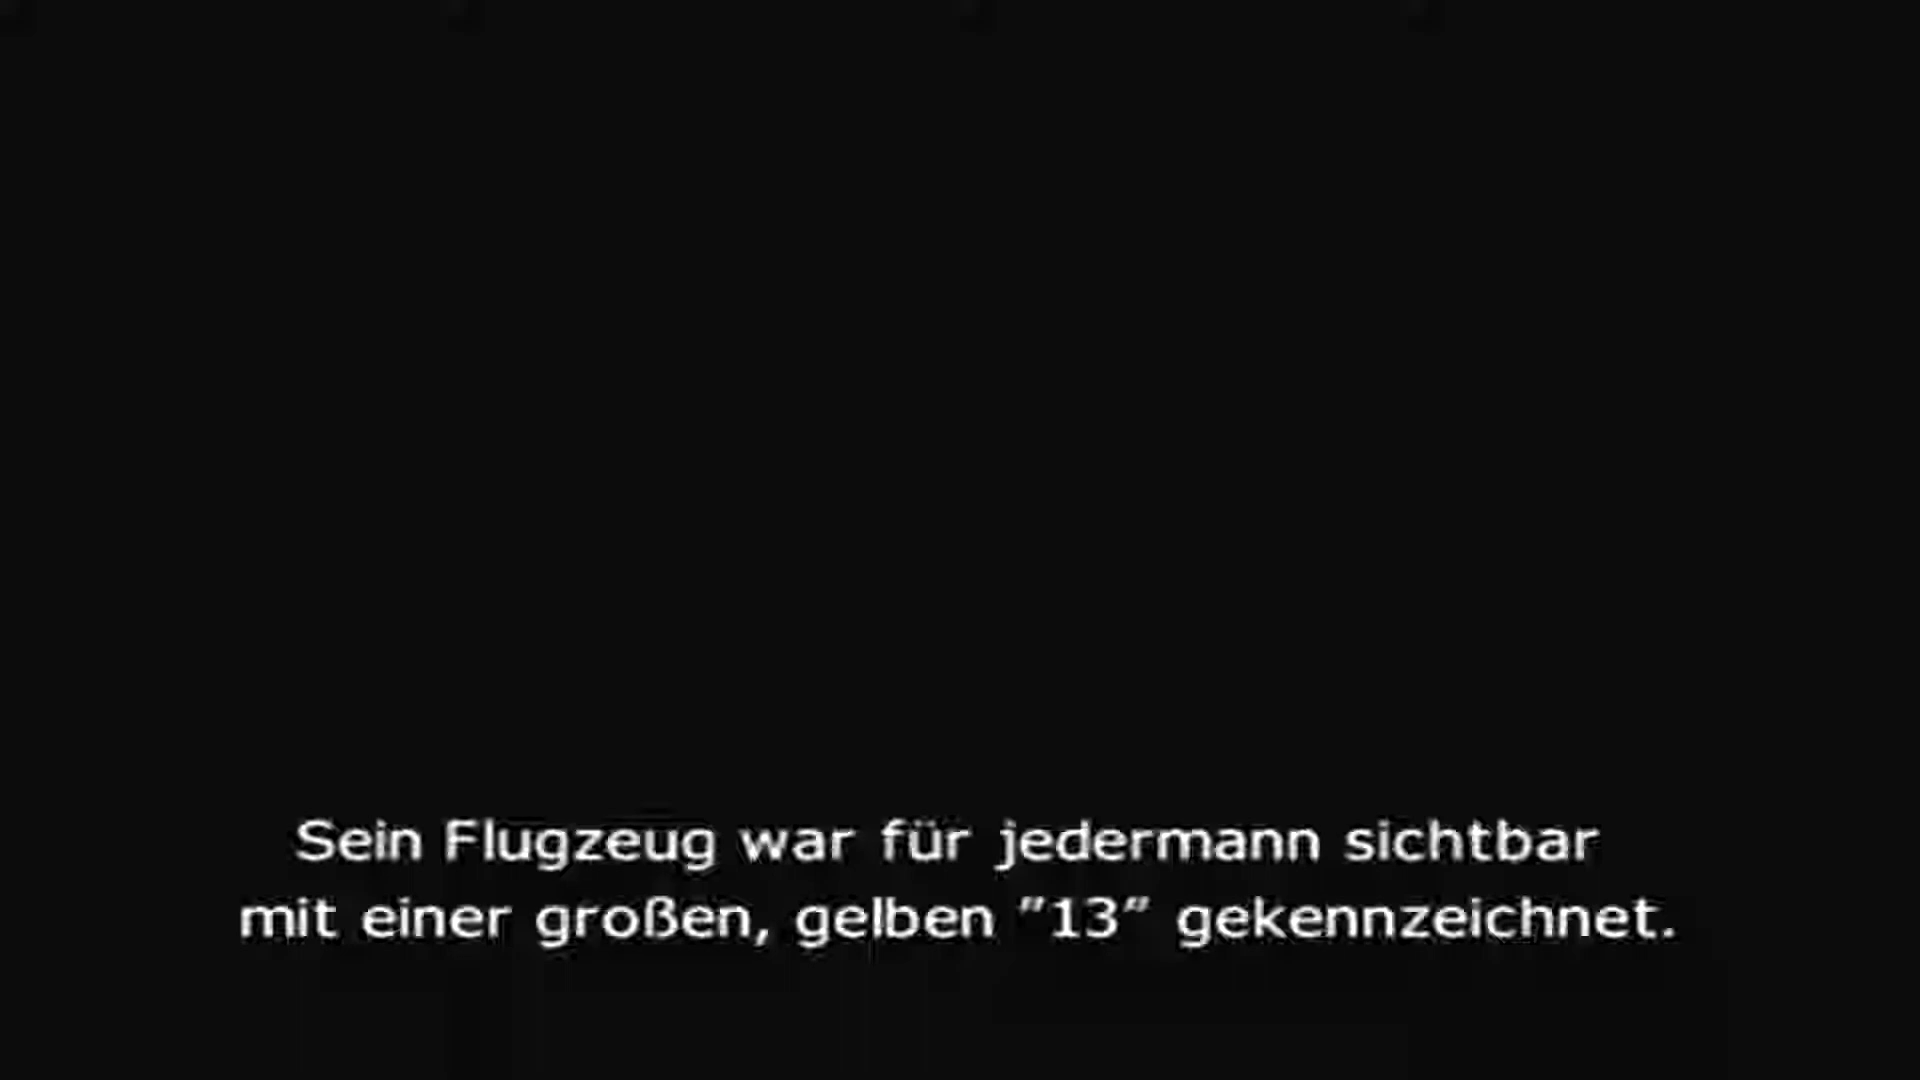 Sein Flugzeug war für jedermann sichtbar
mit einer großen, gelben "13" gekennzeichnet.